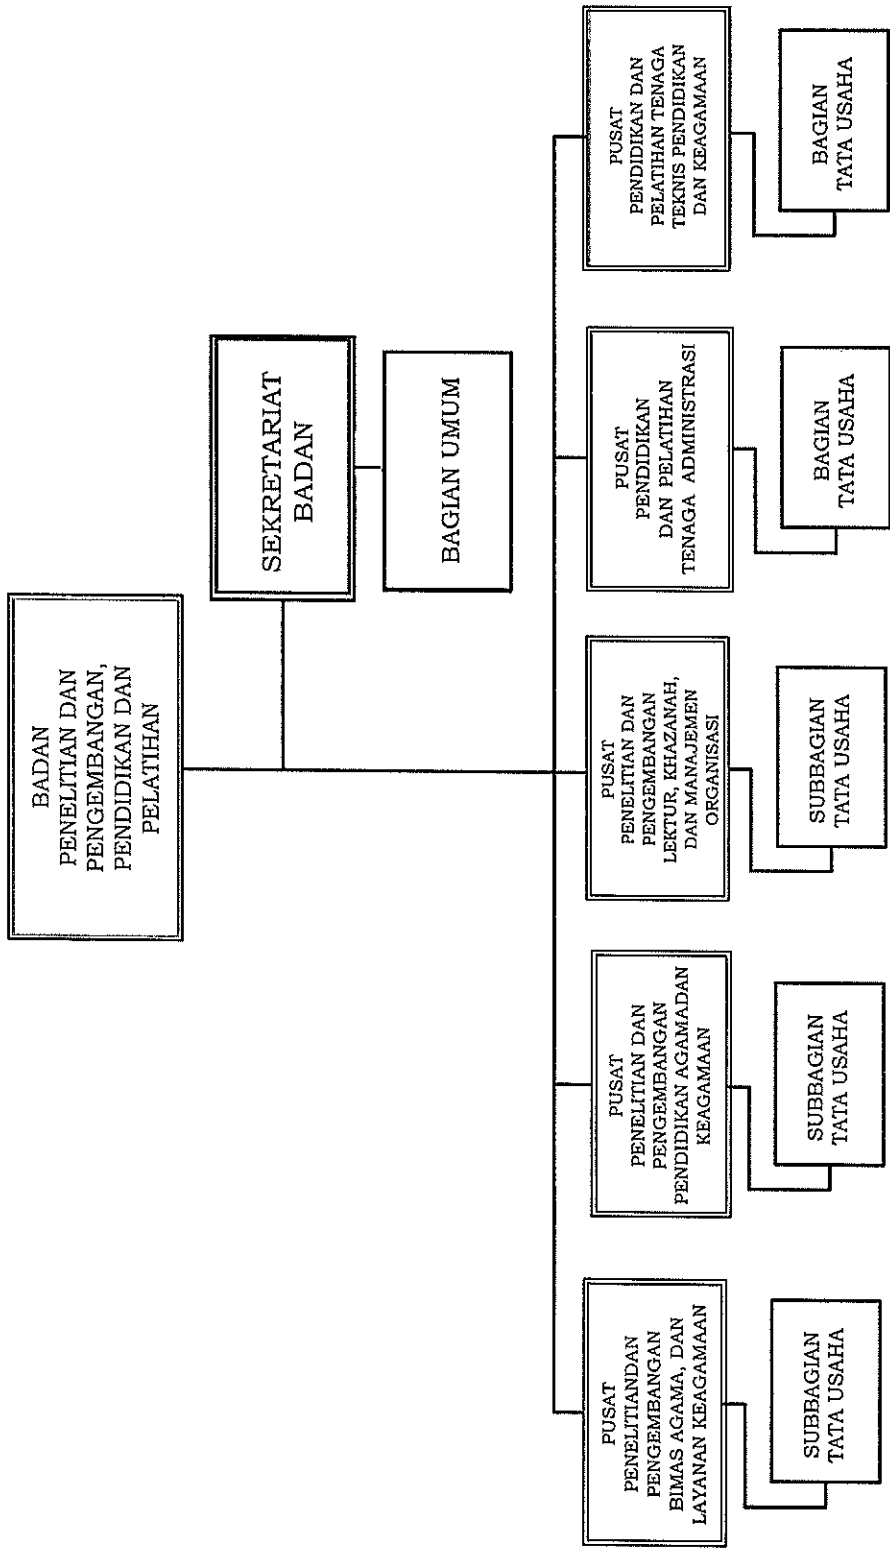 BADAN
PENELITIAN DAN
PENGEMBANGAN,
PENDIDIKAN DAN
PELATIHAN
SEKRETARIAT
BADAN
BAGIAN UMUM
PUSAT
PENELITIANDAN
PENGEMBANGAN
BIMAS AGAMA, DAN
LAYANAN KEAGAMAAN
SUBBAGIAN
TATA USAHA
PUSAT
PENELITIAN DAN
PENGEMBANGAN
PENDIDIKAN AGAMADAN
KEAGAMAAN
SUBBAGIAN
TATA USAHA
PUSAT
PENELITIAN DAN
PENGEMBANGAN
LEKTUR, KHAZANAH,
DAN MANAJEMEN
ORGANISASI
SUBBAGIAN
TATA USAHA
PUSAT
PENDIDIKAN
DAN PELATIHAN
TENAGA ADMINISTRASI
BAGIAN
TATA USAHA
PUSAT
PENDIDIKAN DAN
PELATIHAN TENAGA
TEKNIS PENDIDIKAN
DAN KEAGAMAAN
BAGIAN
TATA USAHA